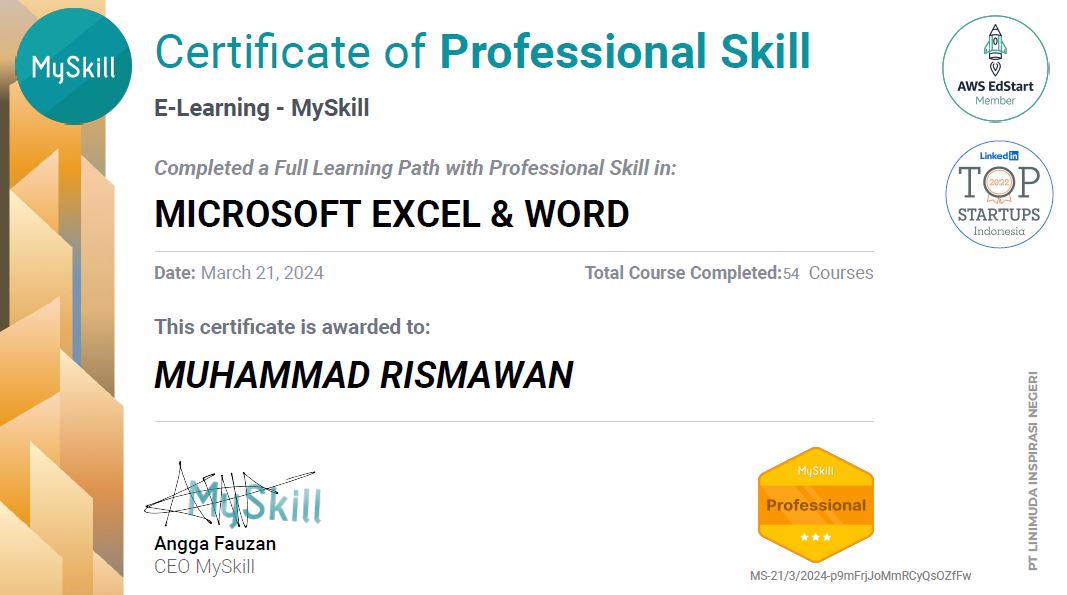 MySkill
Certificate of Professional Skill
E-Learning - MySkill
Completed a Full Learning Path with Professional Skill in:
MICROSOFT EXCEL & WORD
Date: March 21, 2024
Total Course Completed:54 Courses
This certificate is awarded to:
MUHAMMAD RISMAWAN
MySkill
Angga Fauzan
CEO MySkill
MySkill
Professional
MS-21/3/2024-p9mFrjJoMmRCyQsOZfFw
AWS EdStart
Member
LinkedIn
2022
TOP
STARTUPS
Indonesia
PT LINIMUDA INSPIRASI NEGERI